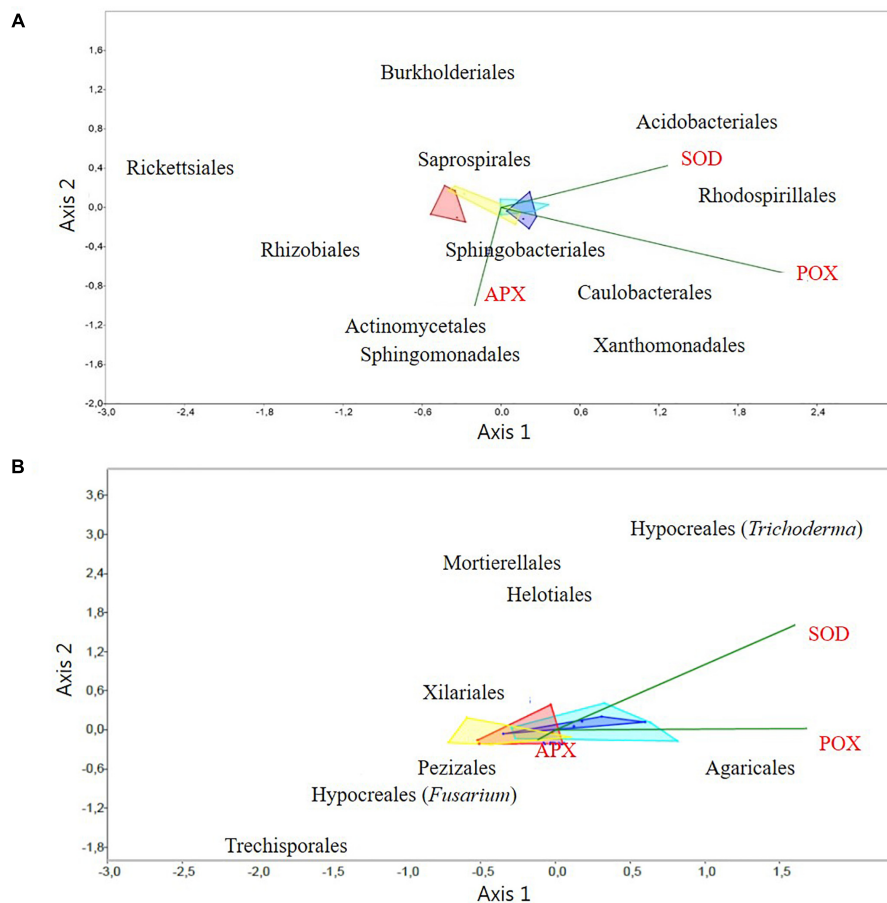 A
1,6
1,2
0,8
0,4
0,0
-0,4
-0,8
-1,2
-1,6
-2,0
Axis 2
Burkholderiales
Acidobacteriales
Saprospirales
SOD
Rickettsiales
Rhodospirillales
Rhizobiales
Sphingobacteriales
POX
APX
Caulobacterales
Actinomycetales
Xanthomonadales
Sphingomonadales
-3,0 -2,4 -1,8 -1,2 -0,6 0,0 0,6 1,2 1,8 2,4
Axis 1
B
3,6
3,0
2,4
1,8
1,2
0,6
0,0
-0,6
-1,2
-1,8
Axis 2
Hypocreales (Trichoderma)
Mortierellales
Helotiales
SOD
Xilariales
POX
APX
Pezizales
Agaricales
Hypocreales (Fusarium)
Trechisporales
-3,0 -2,0 -1,0 -0,5 0,0 0,5 1,0 1,5
Axis 1